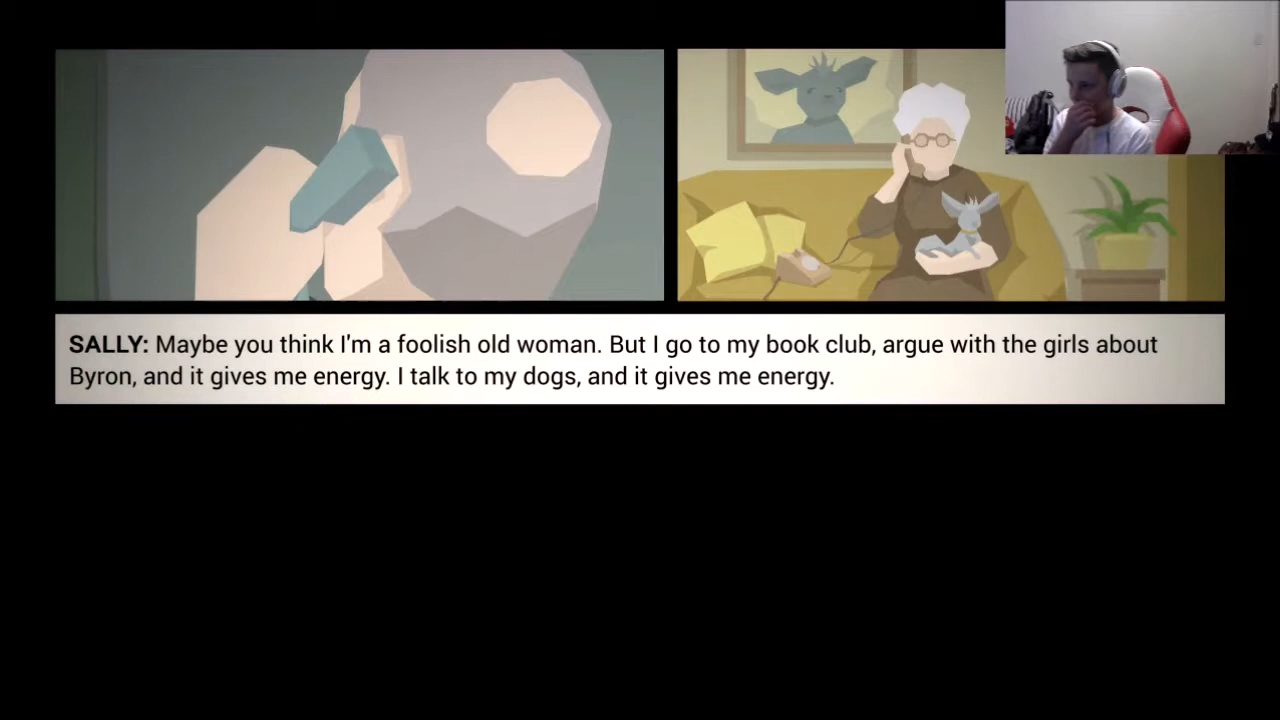 SALLY: Maybe you think I'm a foolish old woman. But I go to my book club, argue with the girls about
Byron, and it gives me energy. I talk to my dogs, and it gives me energy.